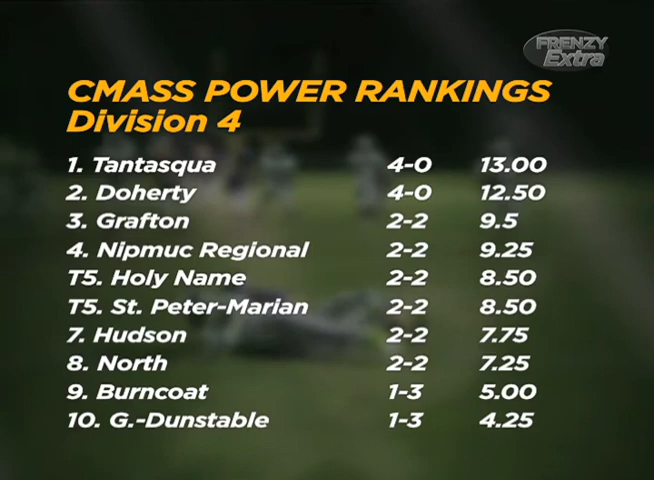 FRENZY
Extra
CMASS POWER RANKINGS
Division 4
1. Tantasqua 4-0 13.00
2. Doherty 4-0 12.50
3. Grafton 2-2 9.5
4. Nipmuc Regional 2-2 9.25
T5. Holy Name 2-2 8.50
T5. St. Peter-Marian 2-2 8.50
7. Hudson 2-2 7.75
8. North 2-2 7.25
9. Burncoat 1-3 5.00
10. G.-Dunstable 1-3 4.25